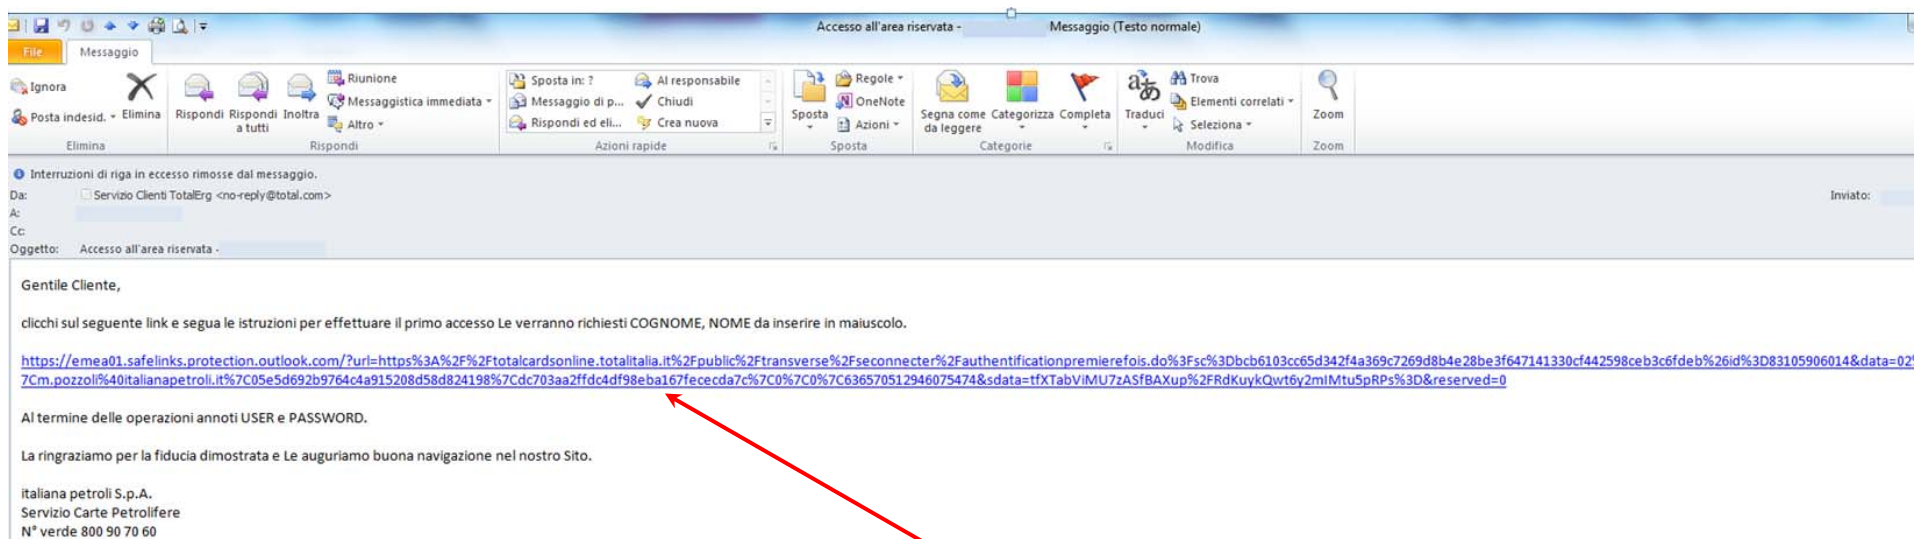 Accesso all'area riservata - Messaggio (Testo normale)
File Messaggio
Ignora
Posta indesid.
Elimina
Elimina
Rispondi
Rispondi a tutti
Inoltra
Riunione
Messaggistica immediata
Altro
Rispondi
Sposta in: ?
Messaggio di p...
Rispondi ed eli...
Al responsabile
Chiudi
Crea nuova
Azioni rapide
Sposta
Regole
OneNote
Azioni
Sposta
Segna come da leggere
Categorizza
Completa
Categorie
Traduci
Trova
Elementi correlati
Seleziona
Modifica
Zoom
Zoom
Interruzioni di riga in eccesso rimosse dal messaggio.
Da: Servizio Clienti TotalErg <no-reply@total.com> Inviato:
A:
Cc:
Oggetto: Accesso all'area riservata -
Gentile Cliente,
clicchi sul seguente link e segua le istruzioni per effettuare il primo accesso Le verranno richiesti COGNOME, NOME da inserire in maiuscolo.
https://emea01.safelinks.protection.outlook.com/?url=https%3A%2F%2Ftotalcardsonline.totalitalia.it%2Fpublic%2Ftransverse%2Fseconnecter%2Fauthentificationpremierefois.do%3Fsc%3Dbcb6103cc65d342f4a369c7269d8b4e28be3f647141330cf442598ceb3c6fdeb%26id%3D83105906014&data=02%
7Cm.pozzoli%40italianapetroli.it%7C05e5d692b9764c4a915208d58d824198%7Cdc703aa2ffdc4df98eba167fececda7c%7C0%7C0%7C636570512946075474&sdata=tfXTabViMU7zASfBAXup%2FRdKuykQwt6y2mIMtu5pRPs%3D&reserved=0
Al termine delle operazioni annoti USER e PASSWORD.
La ringraziamo per la fiducia dimostrata e Le auguriamo buona navigazione nel nostro Sito.
italiana petroli S.p.A.
Servizio Carte Petrolifere
N° verde 800 90 70 60